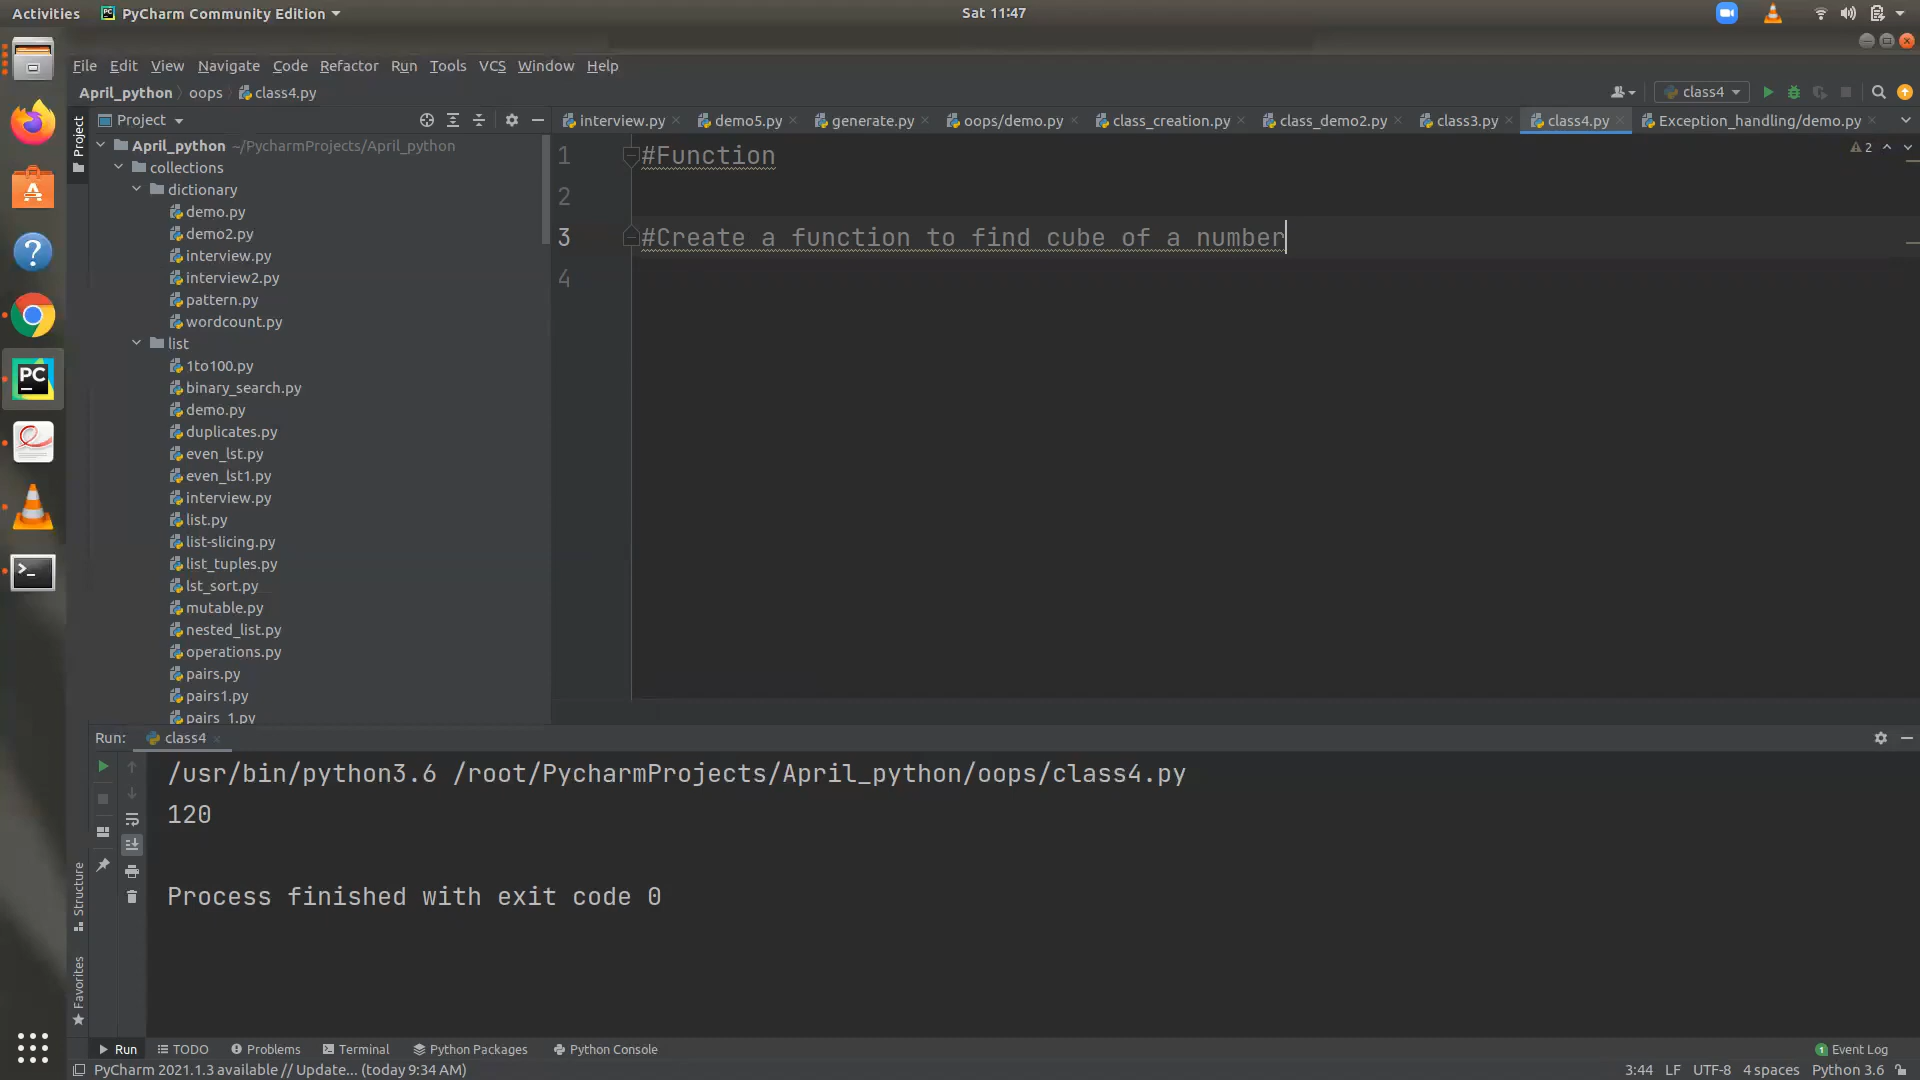 Activities
PyCharm Community Edition
Sat 11:47
File Edit View Navigate Code Refactor Run Tools VCS Window Help
April_python oops class4.py
class4
Project
Project
interview.py demo5.py generate.py oops/demo.py class_creation.py class_demo2.py class3.py class4.py Exception_handling/demo.py
April_python ~/PycharmProjects/April_python
collections
dictionary
demo.py
demo2.py
interview.py
interview2.py
pattern.py
wordcount.py
list
1to100.py
binary_search.py
demo.py
duplicates.py
even_lst.py
even_lst1.py
interview.py
list.py
list-slicing.py
list_tuples.py
lst_sort.py
mutable.py
nested_list.py
operations.py
pairs.py
pairs1.py
pairs_1.py
1 #Function
2
3 #Create a function to find cube of a number
4
2
Run: class4
/usr/bin/python3.6 /root/PycharmProjects/April_python/oops/class4.py
120
Process finished with exit code 0
Structure
Favorites
Run TODO Problems Terminal Python Packages Python Console
1 Event Log
PyCharm 2021.1.3 available // Update... (today 9:34 AM)
3:44 LF UTF-8 4 spaces Python 3.6